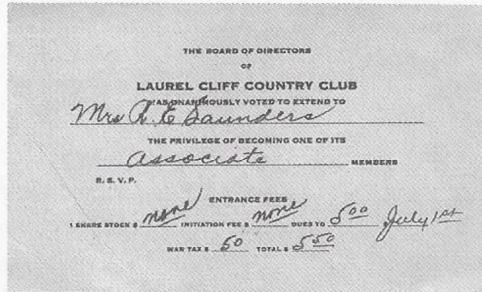 THE BOARD OF DIRECTORS
OF
LAUREL CLIFF COUNTRY CLUB
HAS UNANIMOUSLY VOTED TO EXTEND TO
Mrs R. E Saunders
THE PRIVILEGE OF BECOMING ONE OF ITS
Associate MEMBERS
R. S. V. P.
ENTRANCE FEES
1 SHARE STOCK $ none INITIATION FEE $ none DUES TO $ 5 00 July 1st
WAR TAX $ 50 TOTAL $ 5 50